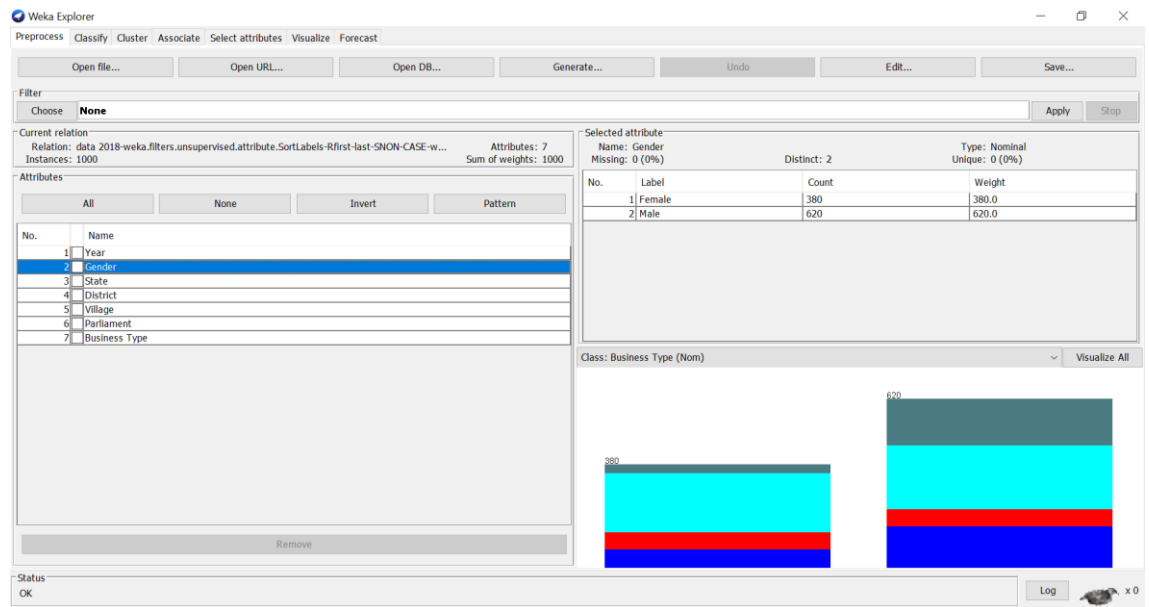 Weka Explorer
Preprocess Classify Cluster Associate Select attributes Visualize Forecast
Open file... Open URL... Open DB... Generate... Undo Edit... Save...
Filter
Choose None Apply Stop
Current relation
Relation: data 2018-weka.filters.unsupervised.attribute.SortLabels-Rfirst-last-SNON-CASE-w... Attributes: 7
Instances: 1000 Sum of weights: 1000
Attributes
All None Invert Pattern
No. Name
1 Year
2 Gender
3 State
4 District
5 Village
6 Parliament
7 Business Type
Remove
Selected attribute
Name: Gender Type: Nominal
Missing: 0 (0%) Distinct: 2 Unique: 0 (0%)
No. Label Count Weight
1 Female 380 380.0
2 Male 620 620.0
Class: Business Type (Nom) Visualize All
620
380
Status
OK Log x 0